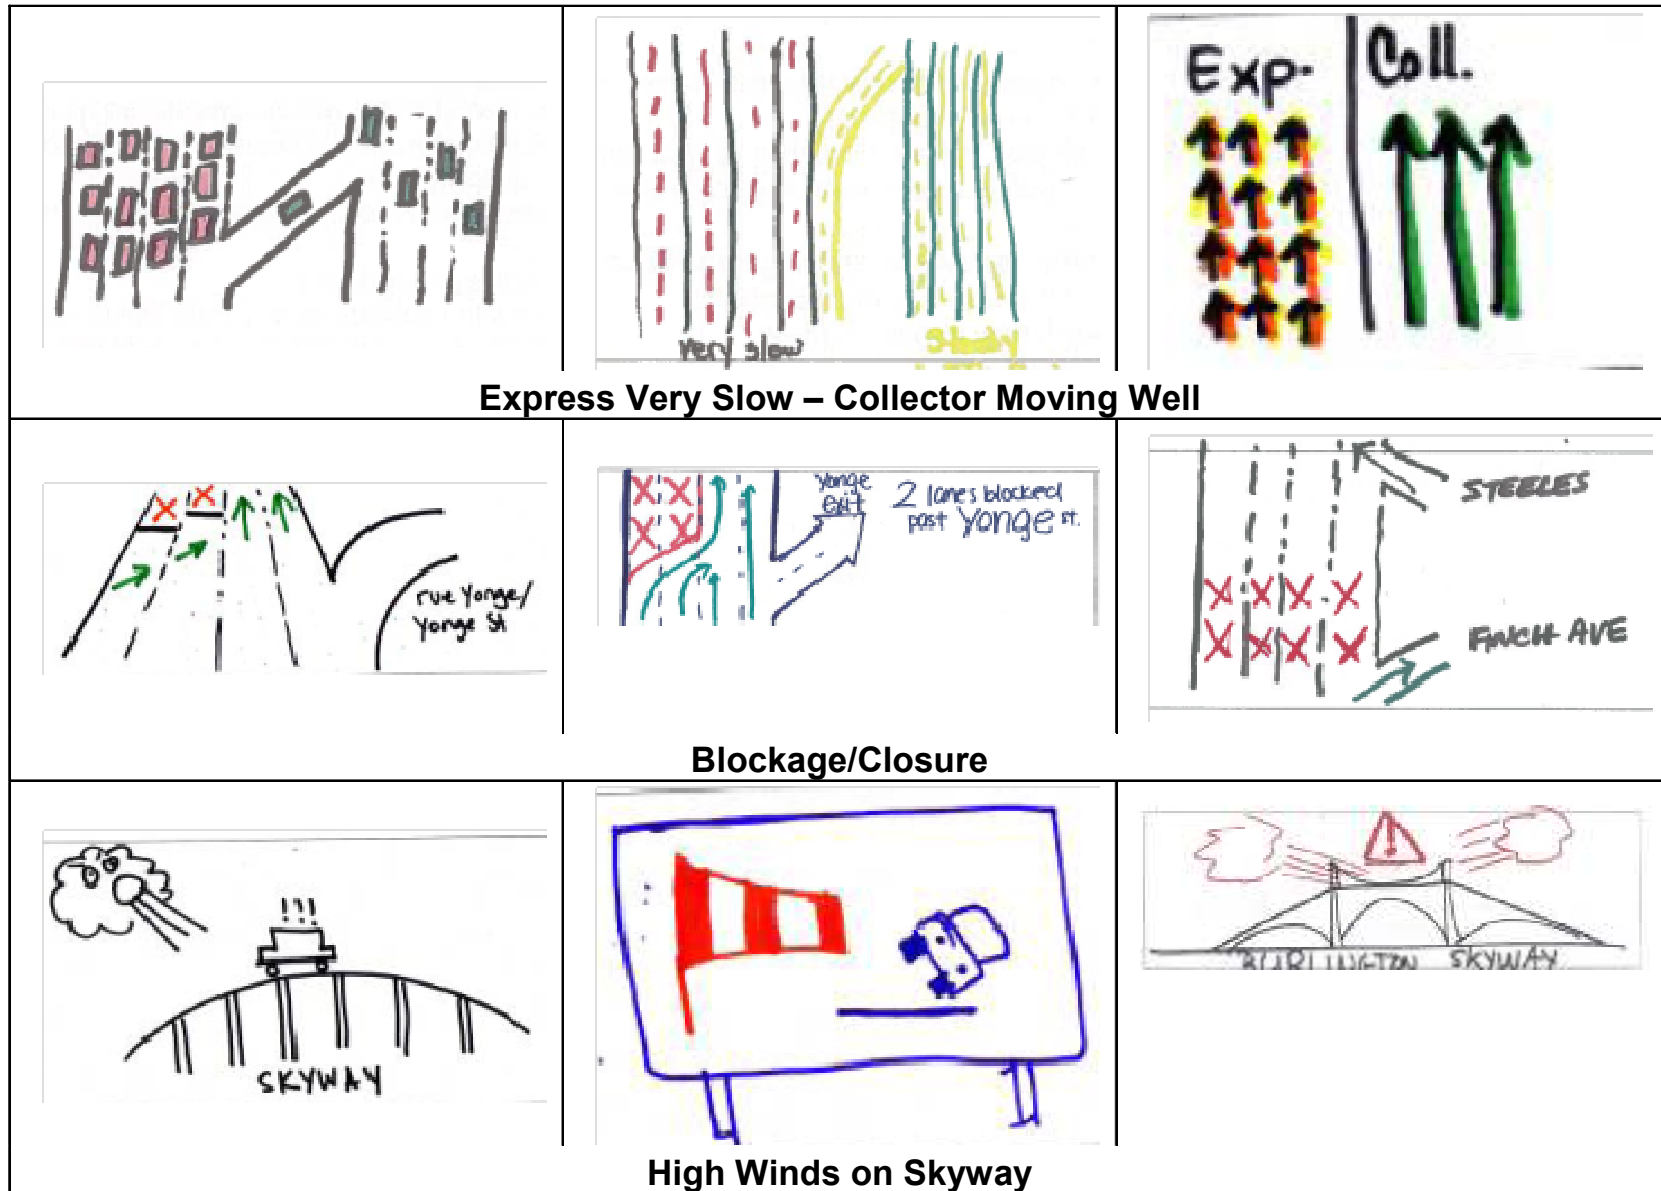 Exp.
Coll.
very slow
Steady
Express Very Slow – Collector Moving Well
rue Yonge/
Yonge St
Yonge
Exit
2 lanes blocked
past Yonge st.
STEELES
FINCH AVE
Blockage/Closure
SKYWAY
BURLINGTON SKYWAY
High Winds on Skyway